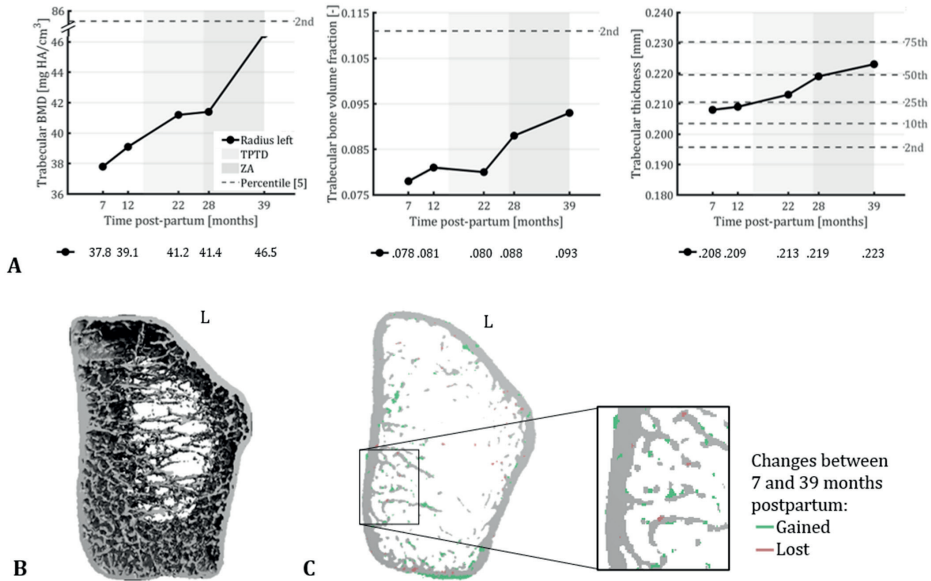 86
46
44
42
40
38
36
Trabecular BMD [mg HA/cm³]
2nd
Radius left
TPTD
ZA
Percentile [5]
7 12 22 28 39
Time post-partum [months]
37.8 39.1 41.2 41.4 46.5
0.115
0.105
0.095
0.085
0.075
Trabecular bone volume fraction [-]
2nd
7 12 22 28 39
Time post-partum [months]
.078 .081 .080 .088 .093
0.240
0.230
0.220
0.210
0.200
0.190
0.180
Trabecular thickness [mm]
75th
50th
25th
10th
2nd
7 12 22 28 39
Time post-partum [months]
.208 .209 .213 .219 .223
A
L
B
L
C
Changes between
7 and 39 months
postpartum:
Gained
Lost